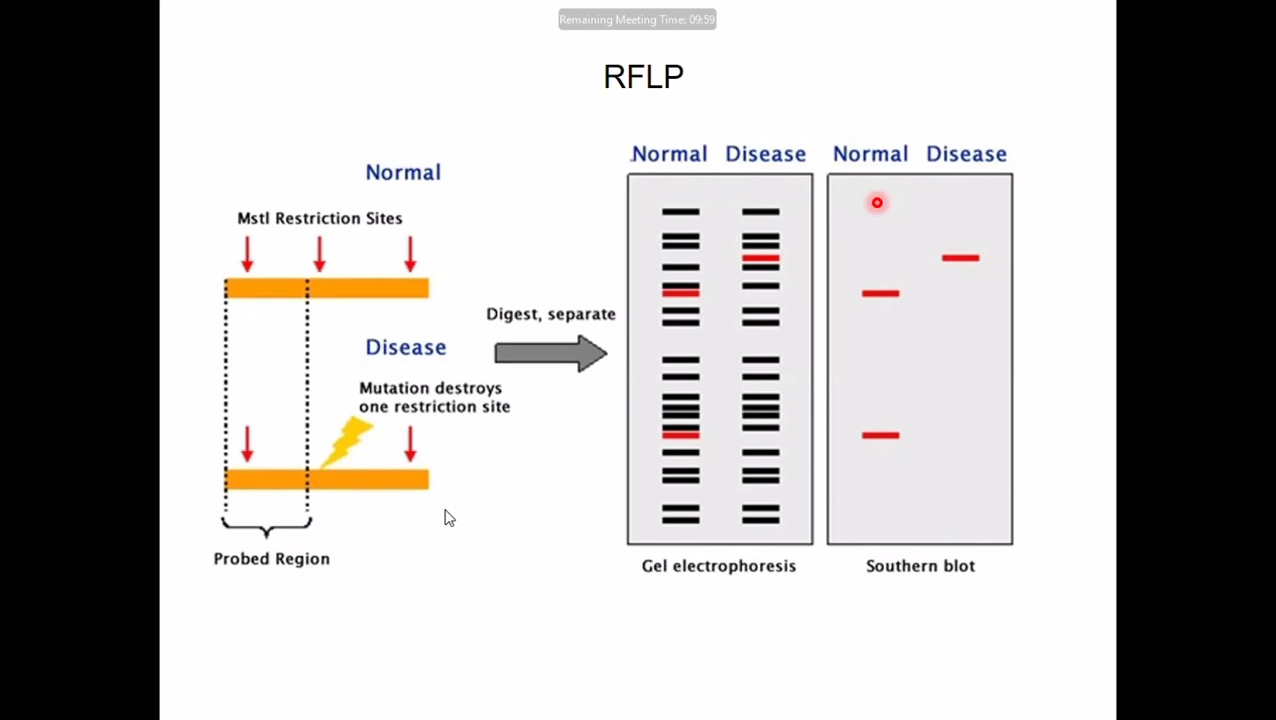 Remaining Meeting Time: 09:59
RFLP
Normal
MstI Restriction Sites
Disease
Mutation destroys
one restriction site
Probed Region
Digest, separate
Normal Disease
Gel electrophoresis
Normal Disease
Southern blot